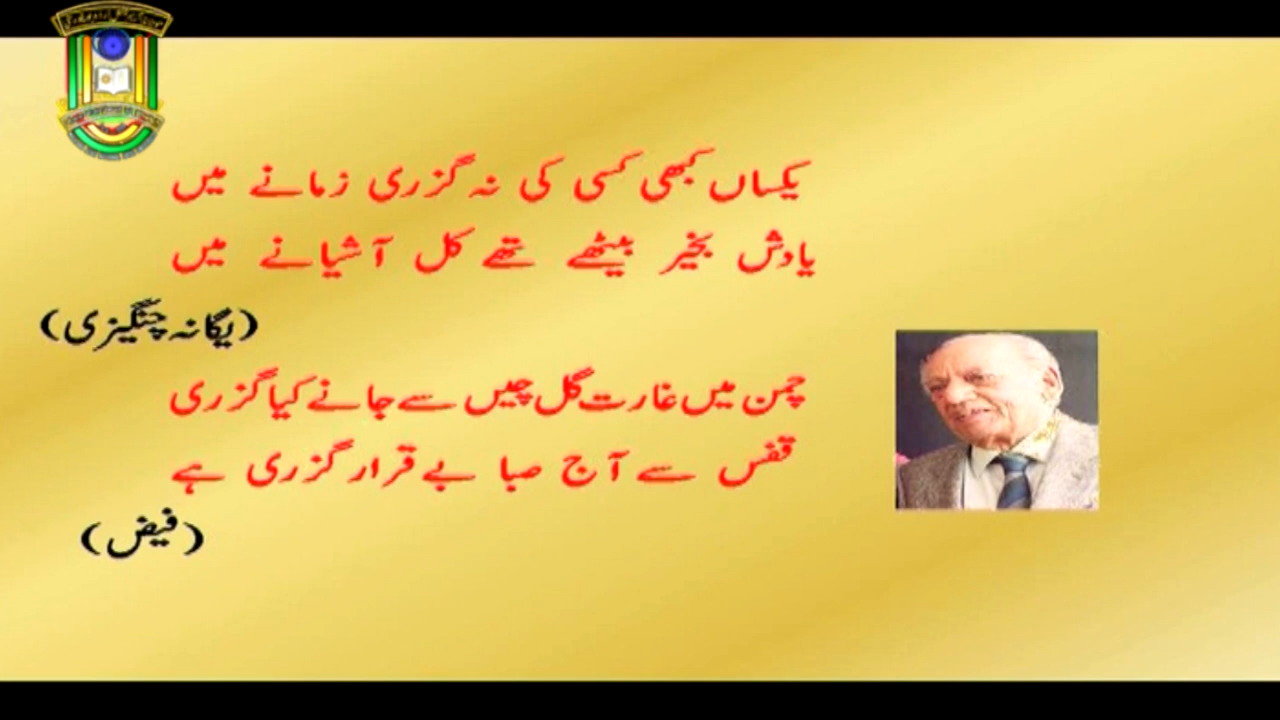 یکساں کبھی کسی کی نہ گزری زمانے میں
یادش بخیر بیٹھے تھے کل آشیانے میں
(یگانہ چنگیزی)
چمن میں غارت گل چیں سے جانے کیا گزری
قفس سے آج صبا بے قرار گزری ہے
(فیض)